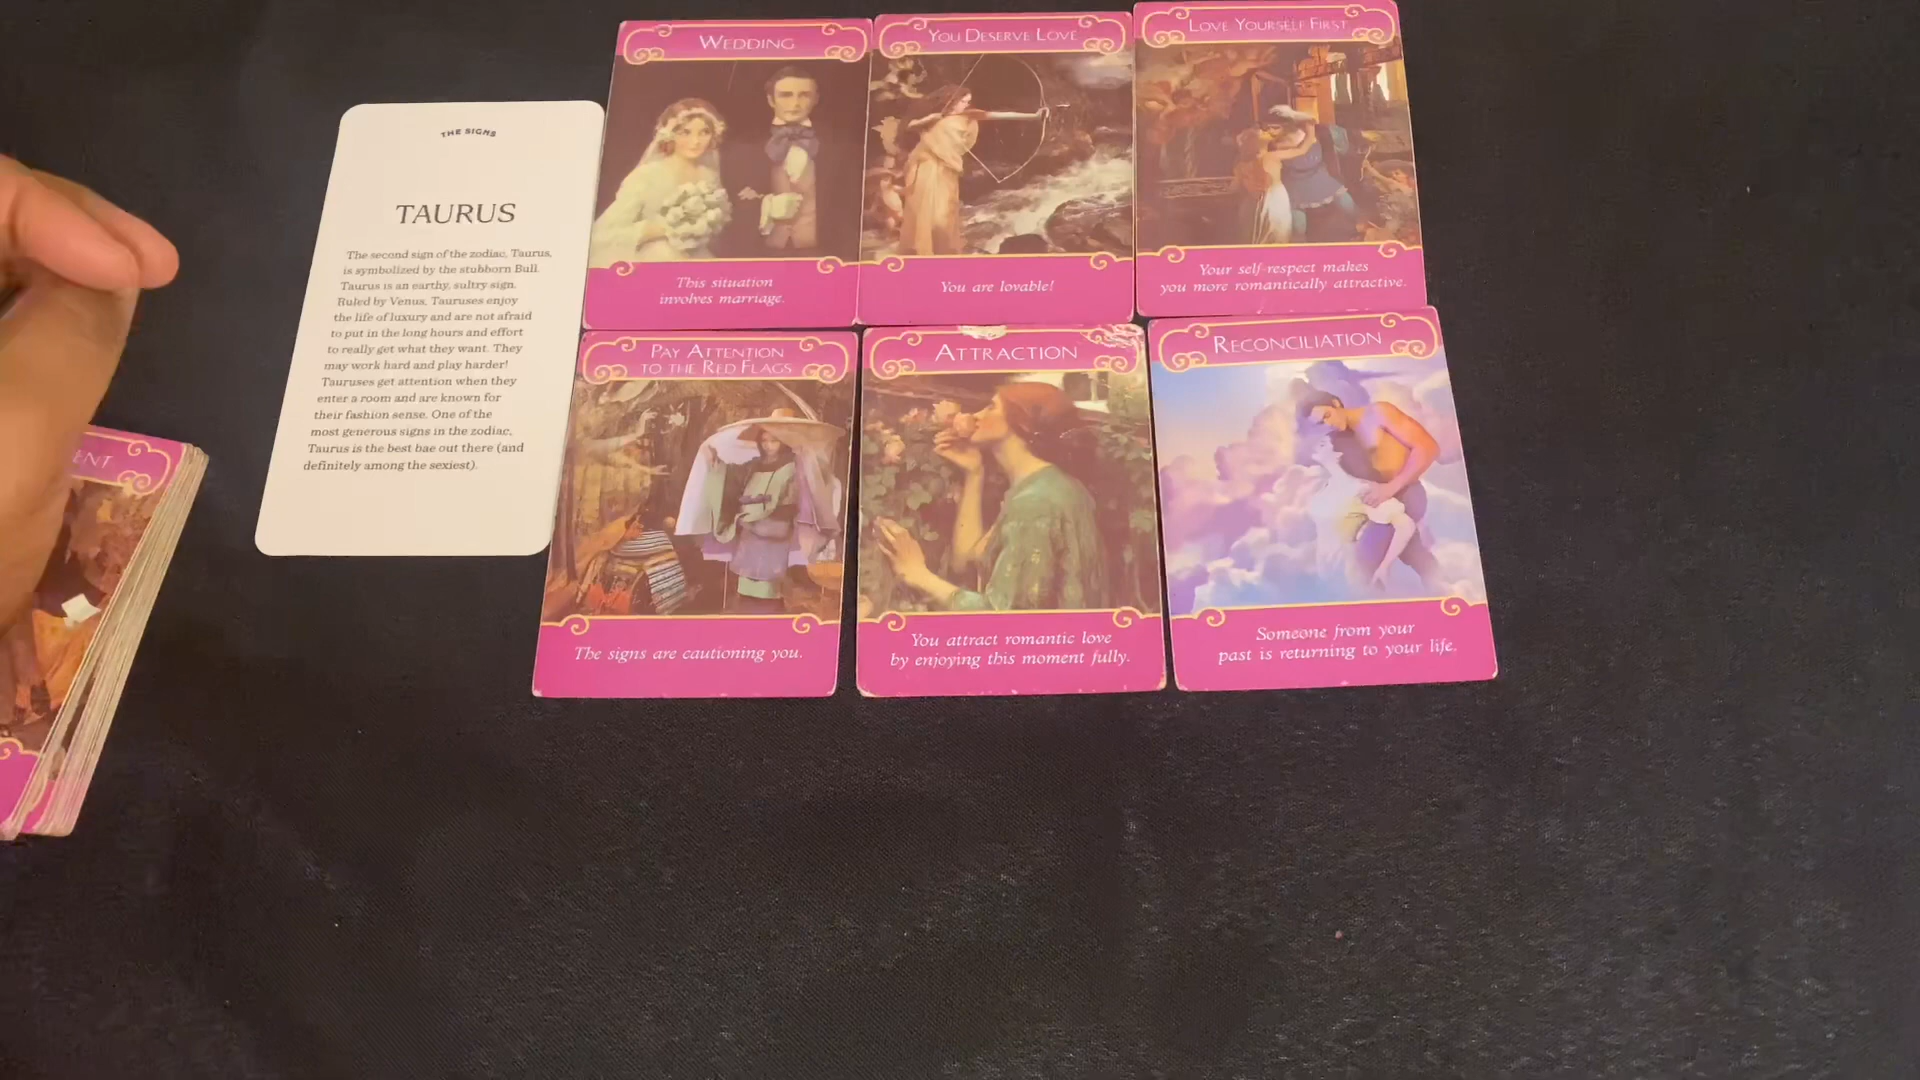 THE SIGNS
TAURUS
The second sign of the zodiac, Taurus,
is symbolized by the stubborn Bull.
Taurus is an earthy, sultry sign.
Ruled by Venus, Tauruses enjoy
the life of luxury and are not afraid
to put in the long hours and effort
to really get what they want. They
may work hard and play harder!
Tauruses get attention when they
enter a room and are known for
their fashion sense. One of the
most generous signs in the zodiac,
Taurus is the best bae out there (and
definitely among the sexiest).
WEDDING
This situation
involves marriage.
YOU DESERVE LOVE
You are lovable!
LOVE YOURSELF FIRST
Your self-respect makes
you more romantically attractive.
PAY ATTENTION
TO THE RED FLAGS
The signs are cautioning you.
ATTRACTION
You attract romantic love
by enjoying this moment fully.
RECONCILIATION
Someone from your
past is returning to your life.
ENT